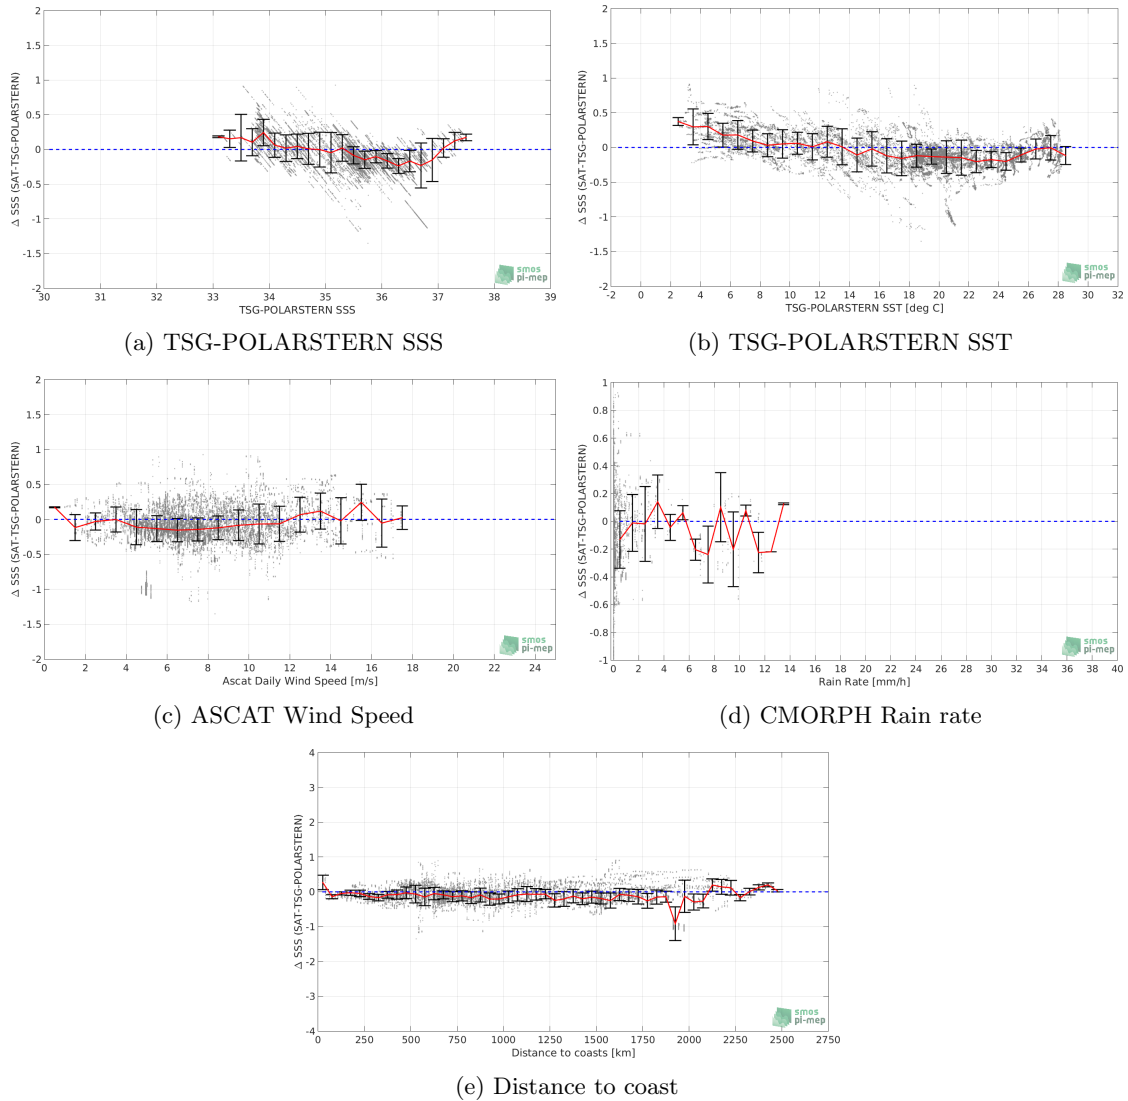 Δ SSS (SAT-TSG-POLARSTERN)
2
1.5
1
0.5
0
-0.5
-1
-1.5
-2
30 31 32 33 34 35 36 37 38 39
TSG-POLARSTERN SSS
smos
pi-mep
(a) TSG-POLARSTERN SSS
Δ SSS (SAT-TSG-POLARSTERN)
2
1.5
1
0.5
0
-0.5
-1
-1.5
-2
-2 0 2 4 6 8 10 12 14 16 18 20 22 24 26 28 30 32
TSG-POLARSTERN SST [deg C]
smos
pi-mep
(b) TSG-POLARSTERN SST
Δ SSS (SAT-TSG-POLARSTERN)
2
1.5
1
0.5
0
-0.5
-1
-1.5
-2
0 2 4 6 8 10 12 14 16 18 20 22 24
Ascat Daily Wind Speed [m/s]
smos
pi-mep
(c) ASCAT Wind Speed
Δ SSS (SAT-TSG-POLARSTERN)
1
0.8
0.6
0.4
0.2
0
-0.2
-0.4
-0.6
-0.8
-1
0 2 4 6 8 10 12 14 16 18 20 22 24 26 28 30 32 34 36 38 40
Rain Rate [mm/h]
smos
pi-mep
(d) CMORPH Rain rate
Δ SSS (SAT-TSG-POLARSTERN)
4
3
2
1
0
-1
-2
-3
-4
0 250 500 750 1000 1250 1500 1750 2000 2250 2500 2750
Distance to coasts [km]
smos
pi-mep
(e) Distance to coast